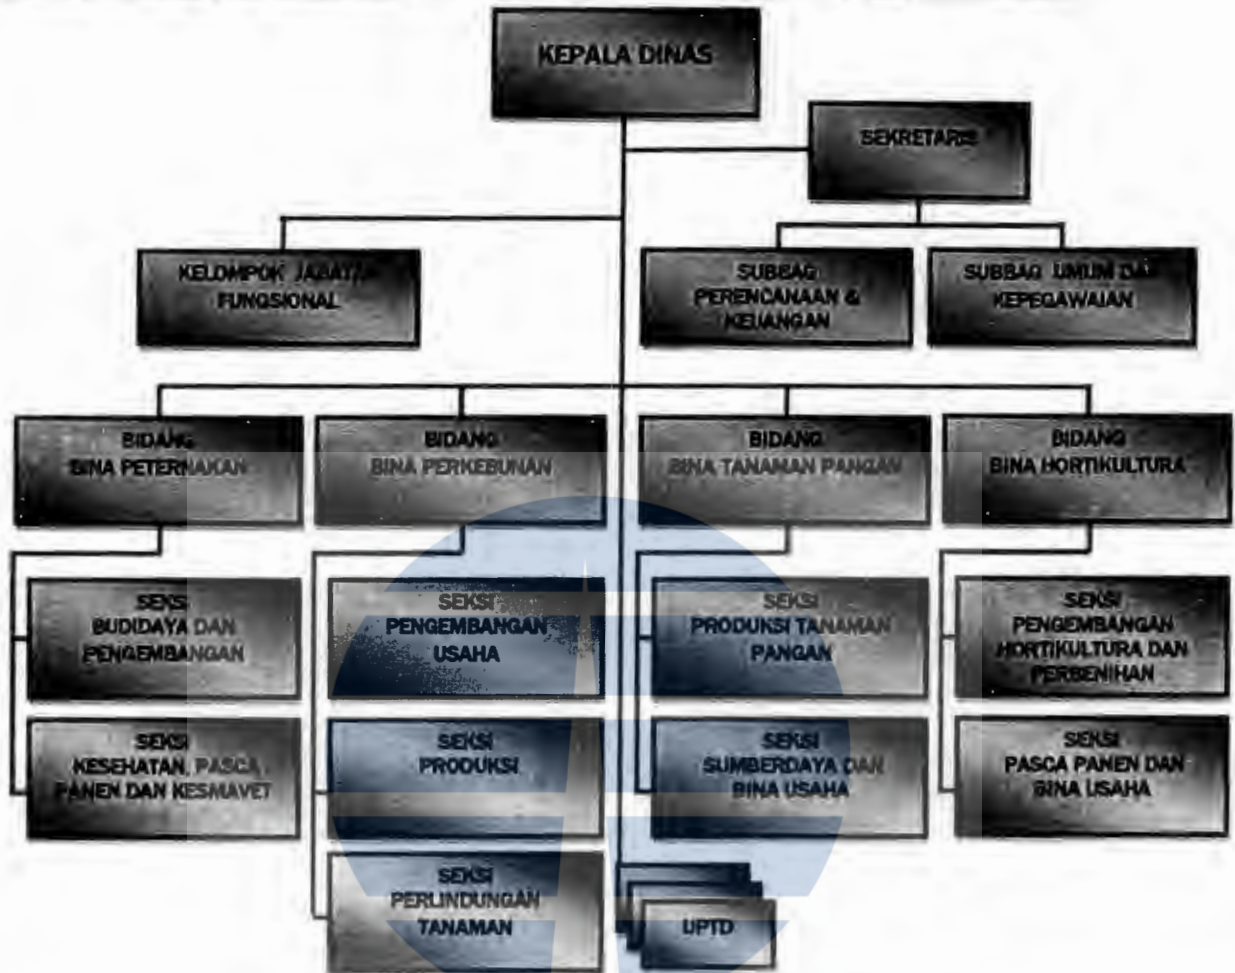 KEPALA DINAS
SEKRETARIS
KELOMPOK JABATAN
FUNGSIONAL
SUBBAG
PERENCANAAN &
KEUANGAN
SUBBAG UMUM DAN
KEPEGAWAIAN
BIDANG
BINA PETERNAKAN
BIDANG
BINA PERKEBUNAN
BIDANG
BINA TANAMAN PANGAN
BIDANG
BINA HORTIKULTURA
SEKSI
BUDIDAYA DAN
PENGEMBANGAN
SEKSI
PENGEMBANGAN
USAHA
SEKSI
PRODUKSI TANAMAN
PANGAN
SEKSI
PENGEMBANGAN
HORTIKULTURA DAN
PERBENIHAN
SEKSI
KESEHATAN, PASCA
PANEN DAN KESMAVET
SEKSI
PRODUKSI
SEKSI
SUMBERDAYA DAN
BINA USAHA
SEKSI
PASCA PANEN DAN
BINA USAHA
SEKSI
PERLINDUNGAN
TANAMAN
UPTD